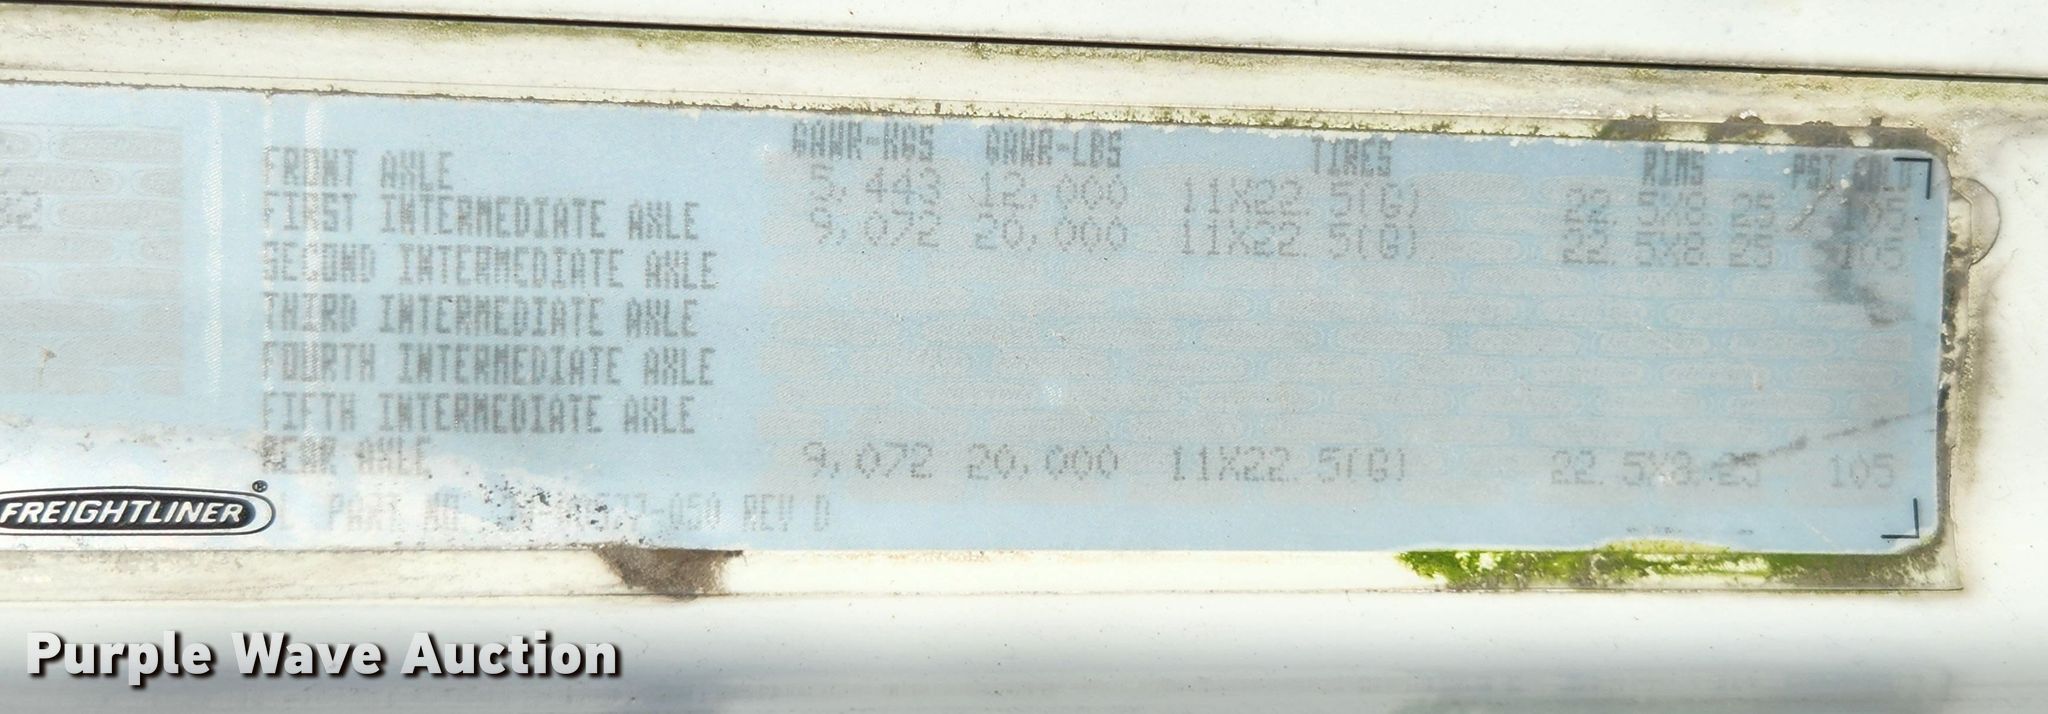 GAWR-KGS GAWR-LBS TIRES RIMS PSI COLD
FRONT AXLE 5,443 12,000 11X22.5(G) 22.5X8.25 105
FIRST INTERMEDIATE AXLE 9,072 20,000 11X22.5(G) 22.5X8.25 105
SECOND INTERMEDIATE AXLE
THIRD INTERMEDIATE AXLE
FOURTH INTERMEDIATE AXLE
FIFTH INTERMEDIATE AXLE
REAR AXLE 9,072 20,000 11X22.5(G) 22.5X8.25 105
FREIGHTLINER® PART NO. REV D
Purple Wave Auction